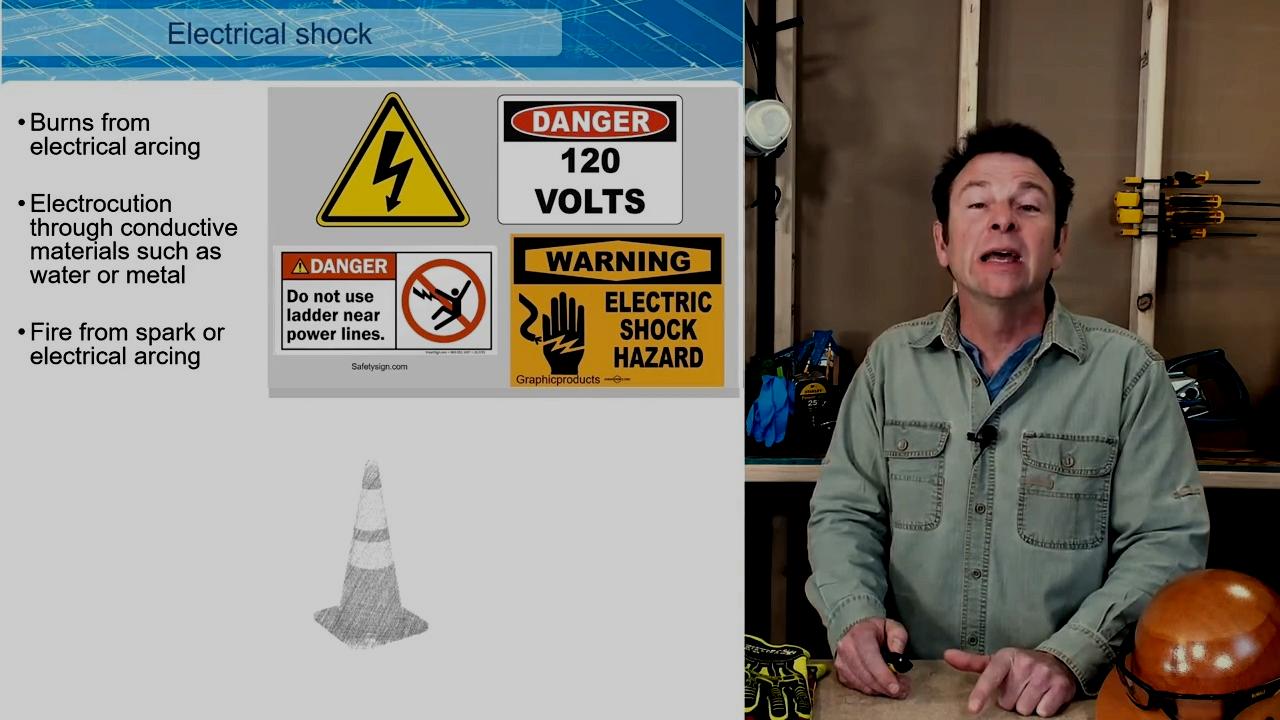 Electrical shock
•Burns from
electrical arcing
•Electrocution
through conductive
materials such as
water or metal
•Fire from spark or
electrical arcing
DANGER
120
VOLTS
DANGER
Do not use
ladder near
power lines.
Safetysign.com
WARNING
ELECTRIC
SHOCK
HAZARD
Graphicproducts
STANLEY
25